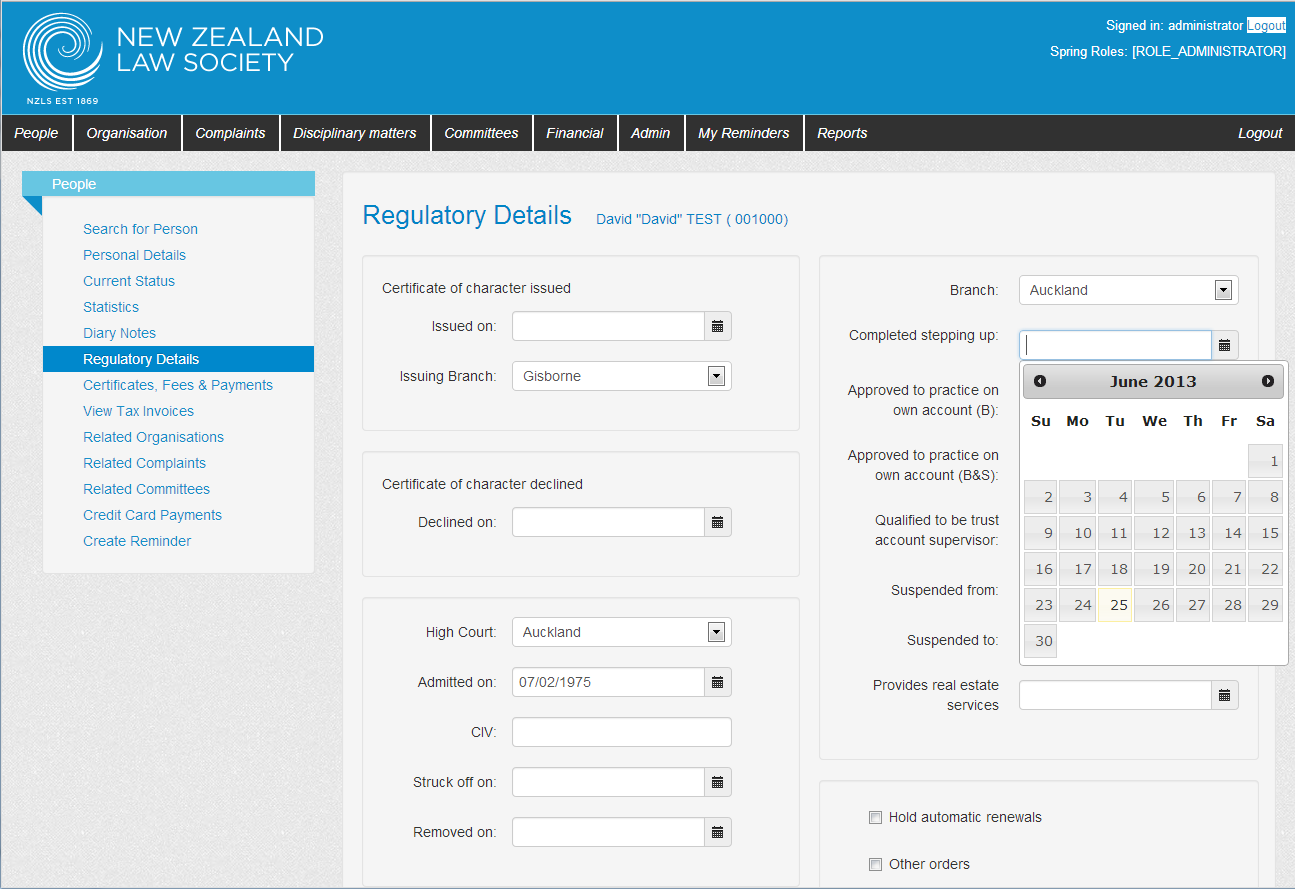 NEW ZEALAND
LAW SOCIETY
NZLS EST 1869
Signed in: administrator Logout
Spring Roles: [ROLE_ADMINISTRATOR]
People Organisation Complaints Disciplinary matters Committees Financial Admin My Reminders Reports Logout
People
Search for Person
Personal Details
Current Status
Statistics
Diary Notes
Regulatory Details
Certificates, Fees & Payments
View Tax Invoices
Related Organisations
Related Complaints
Related Committees
Credit Card Payments
Create Reminder
Regulatory Details David "David" TEST ( 001000)
Certificate of character issued
Issued on:
Issuing Branch: Gisborne
Certificate of character declined
Declined on:
High Court: Auckland
Admitted on: 07/02/1975
CIV:
Struck off on:
Removed on:
Branch: Auckland
Completed stepping up:
Approved to practice on
own account (B):
Approved to practice on
own account (B&S):
Qualified to be trust
account supervisor:
Suspended from:
Suspended to:
Provides real estate
services
June 2013
Su Mo Tu We Th Fr Sa
1
2 3 4 5 6 7 8
9 10 11 12 13 14 15
16 17 18 19 20 21 22
23 24 25 26 27 28 29
30
Hold automatic renewals
Other orders